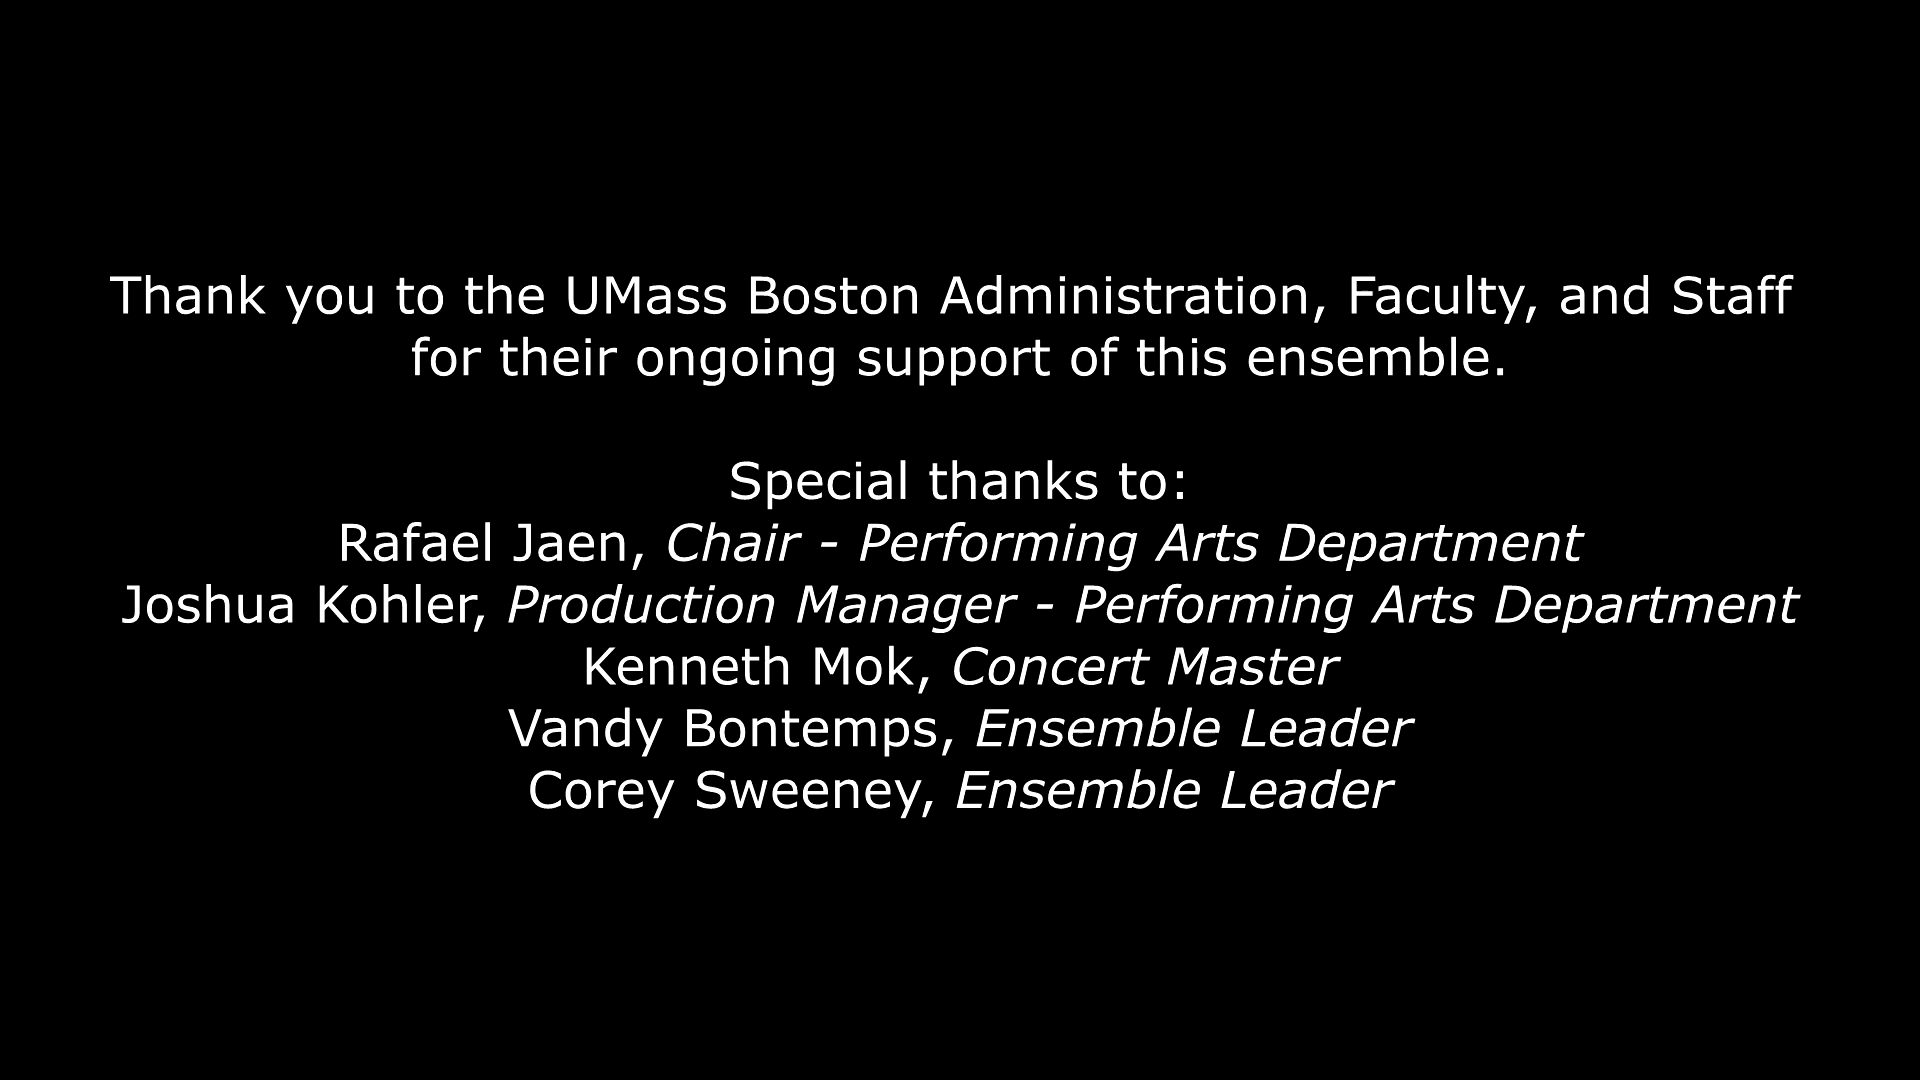 Thank you to the UMass Boston Administration, Faculty, and Staff
for their ongoing support of this ensemble.
Special thanks to:
Rafael Jaen, Chair - Performing Arts Department
Joshua Kohler, Production Manager - Performing Arts Department
Kenneth Mok, Concert Master
Vandy Bontemps, Ensemble Leader
Corey Sweeney, Ensemble Leader